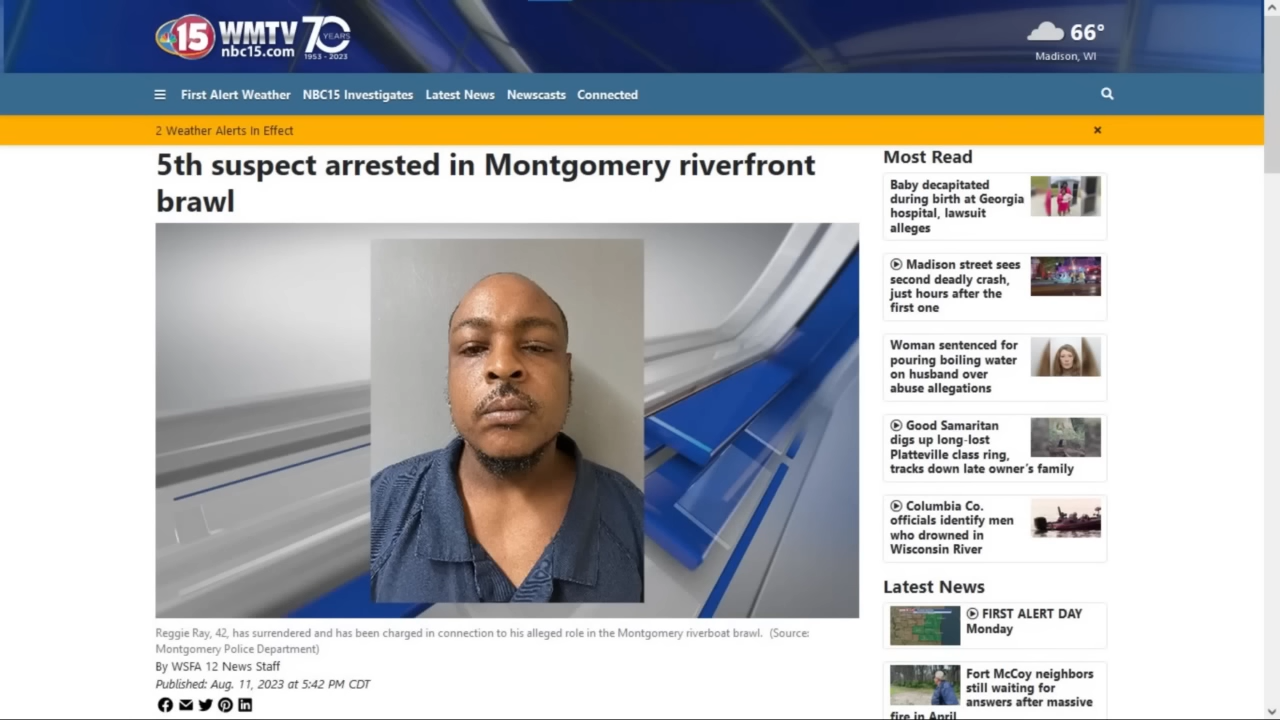 15 WMTV 70 YEARS
nbc15.com 1953 - 2023
66°
Madison, WI
First Alert Weather NBC15 Investigates Latest News Newscasts Connected
2 Weather Alerts In Effect ×
5th suspect arrested in Montgomery riverfront
brawl
Reggie Ray, 42, has surrendered and has been charged in connection to his alleged role in the Montgomery riverboat brawl. (Source:
Montgomery Police Department)
By WSFA 12 News Staff
Published: Aug. 11, 2023 at 5:42 PM CDT
Most Read
Baby decapitated
during birth at Georgia
hospital, lawsuit
alleges
Madison street sees
second deadly crash,
just hours after the
first one
Woman sentenced for
pouring boiling water
on husband over
abuse allegations
Good Samaritan
digs up long-lost
Platteville class ring,
tracks down late owner's family
Columbia Co.
officials identify men
who drowned in
Wisconsin River
Latest News
FIRST ALERT DAY
Monday
Fort McCoy neighbors
still waiting for
answers after massive
fire in April